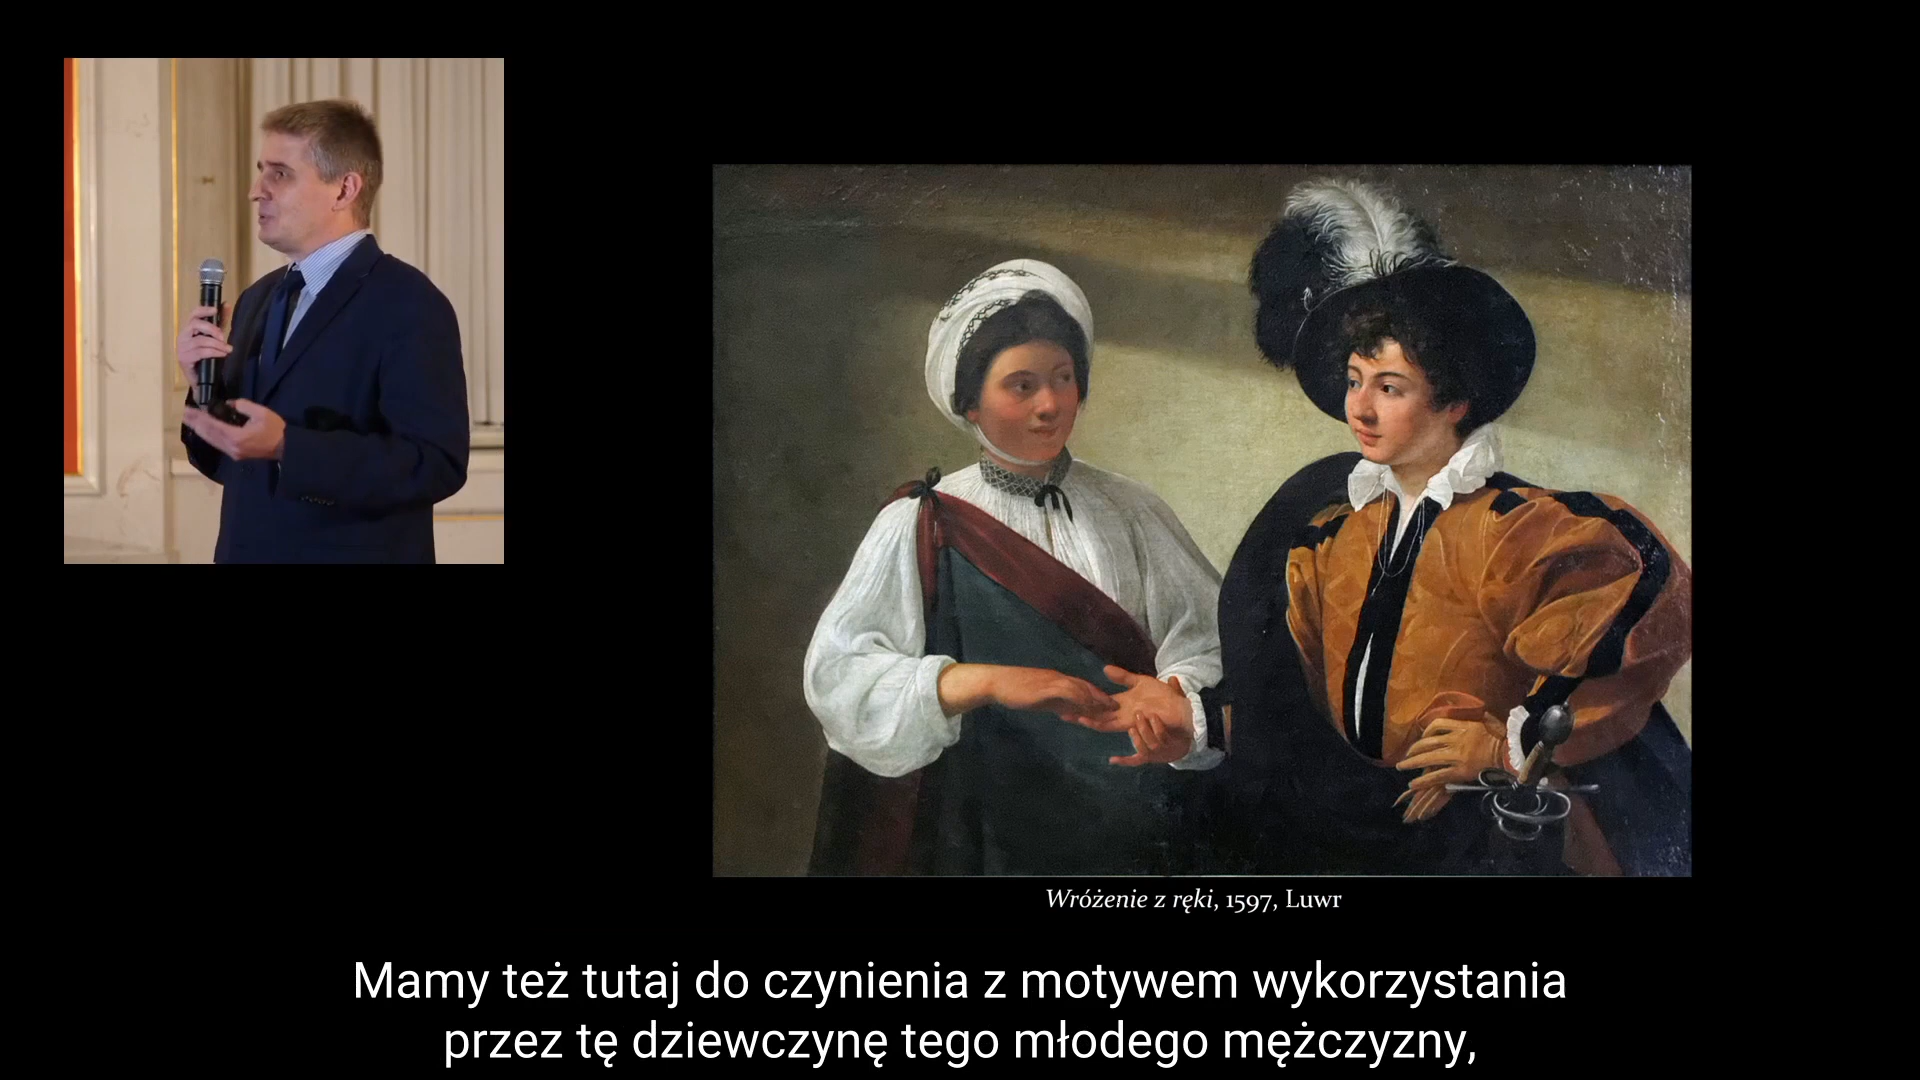 Wróżenie z ręki, 1597, Luwr
Mamy też tutaj do czynienia z motywem wykorzystania
przez tę dziewczynę tego młodego mężczyzny,